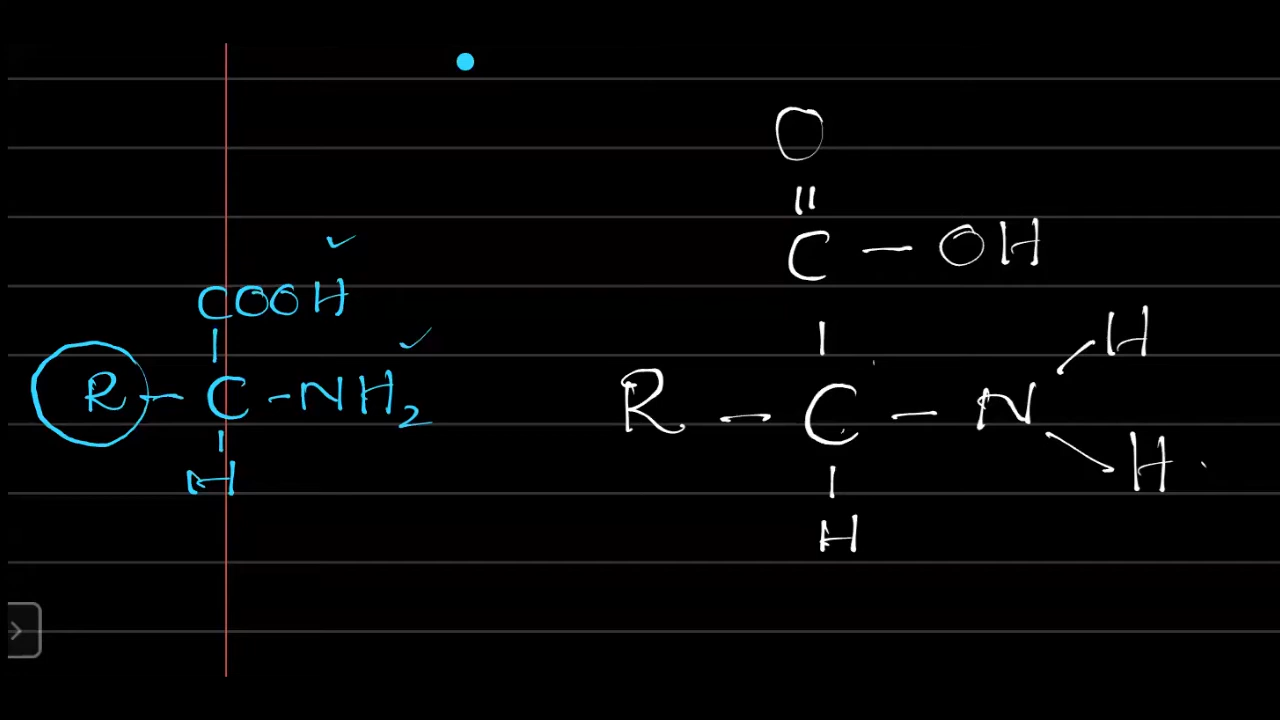 O
||
C - OH
COOH
|
|
H
R - C - NH2
R - C - N
|
|
H
H
H